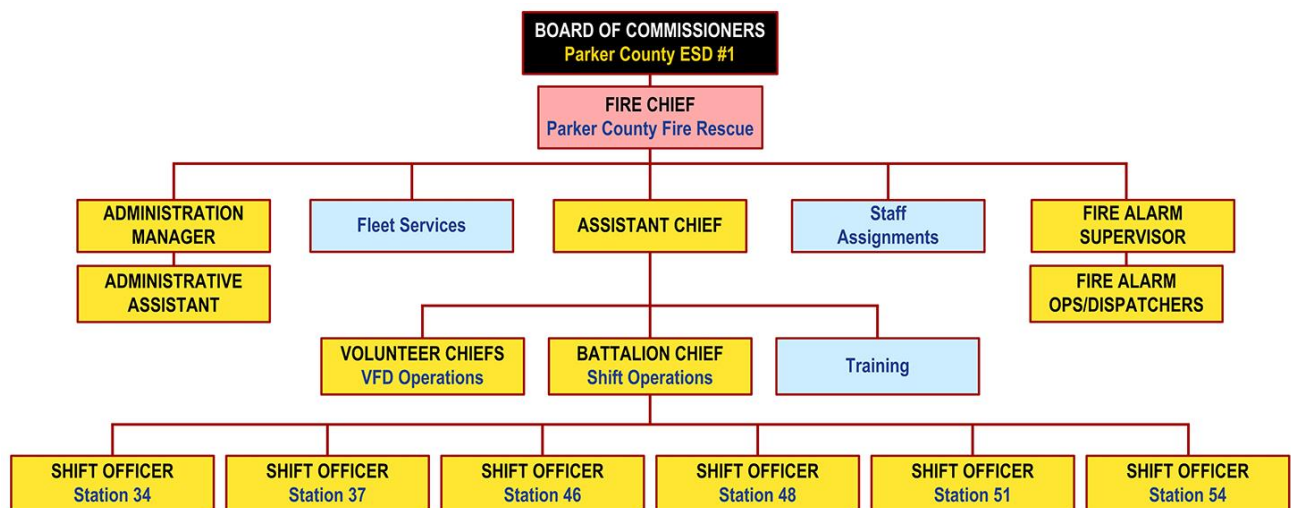 BOARD OF COMMISSIONERS
Parker County ESD #1
FIRE CHIEF
Parker County Fire Rescue
ADMINISTRATION
MANAGER
Fleet Services
ASSISTANT CHIEF
Staff
Assignments
FIRE ALARM
SUPERVISOR
ADMINISTRATIVE
ASSISTANT
FIRE ALARM
OPS/DISPATCHERS
VOLUNTEER CHIEFS
VFD Operations
BATTALION CHIEF
Shift Operations
Training
SHIFT OFFICER
Station 34
SHIFT OFFICER
Station 37
SHIFT OFFICER
Station 46
SHIFT OFFICER
Station 48
SHIFT OFFICER
Station 51
SHIFT OFFICER
Station 54